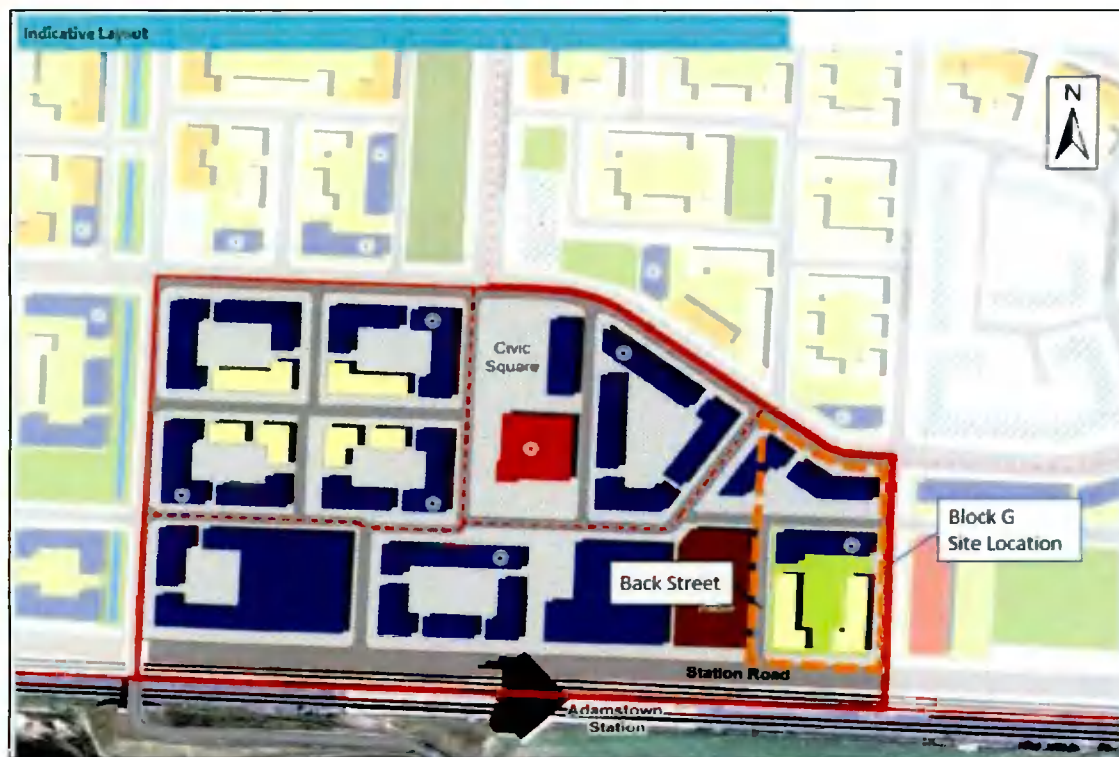 Indicative Layout
N
Civic
Square
Block G
Site Location
Back Street
Station Road
Adamstown
Station